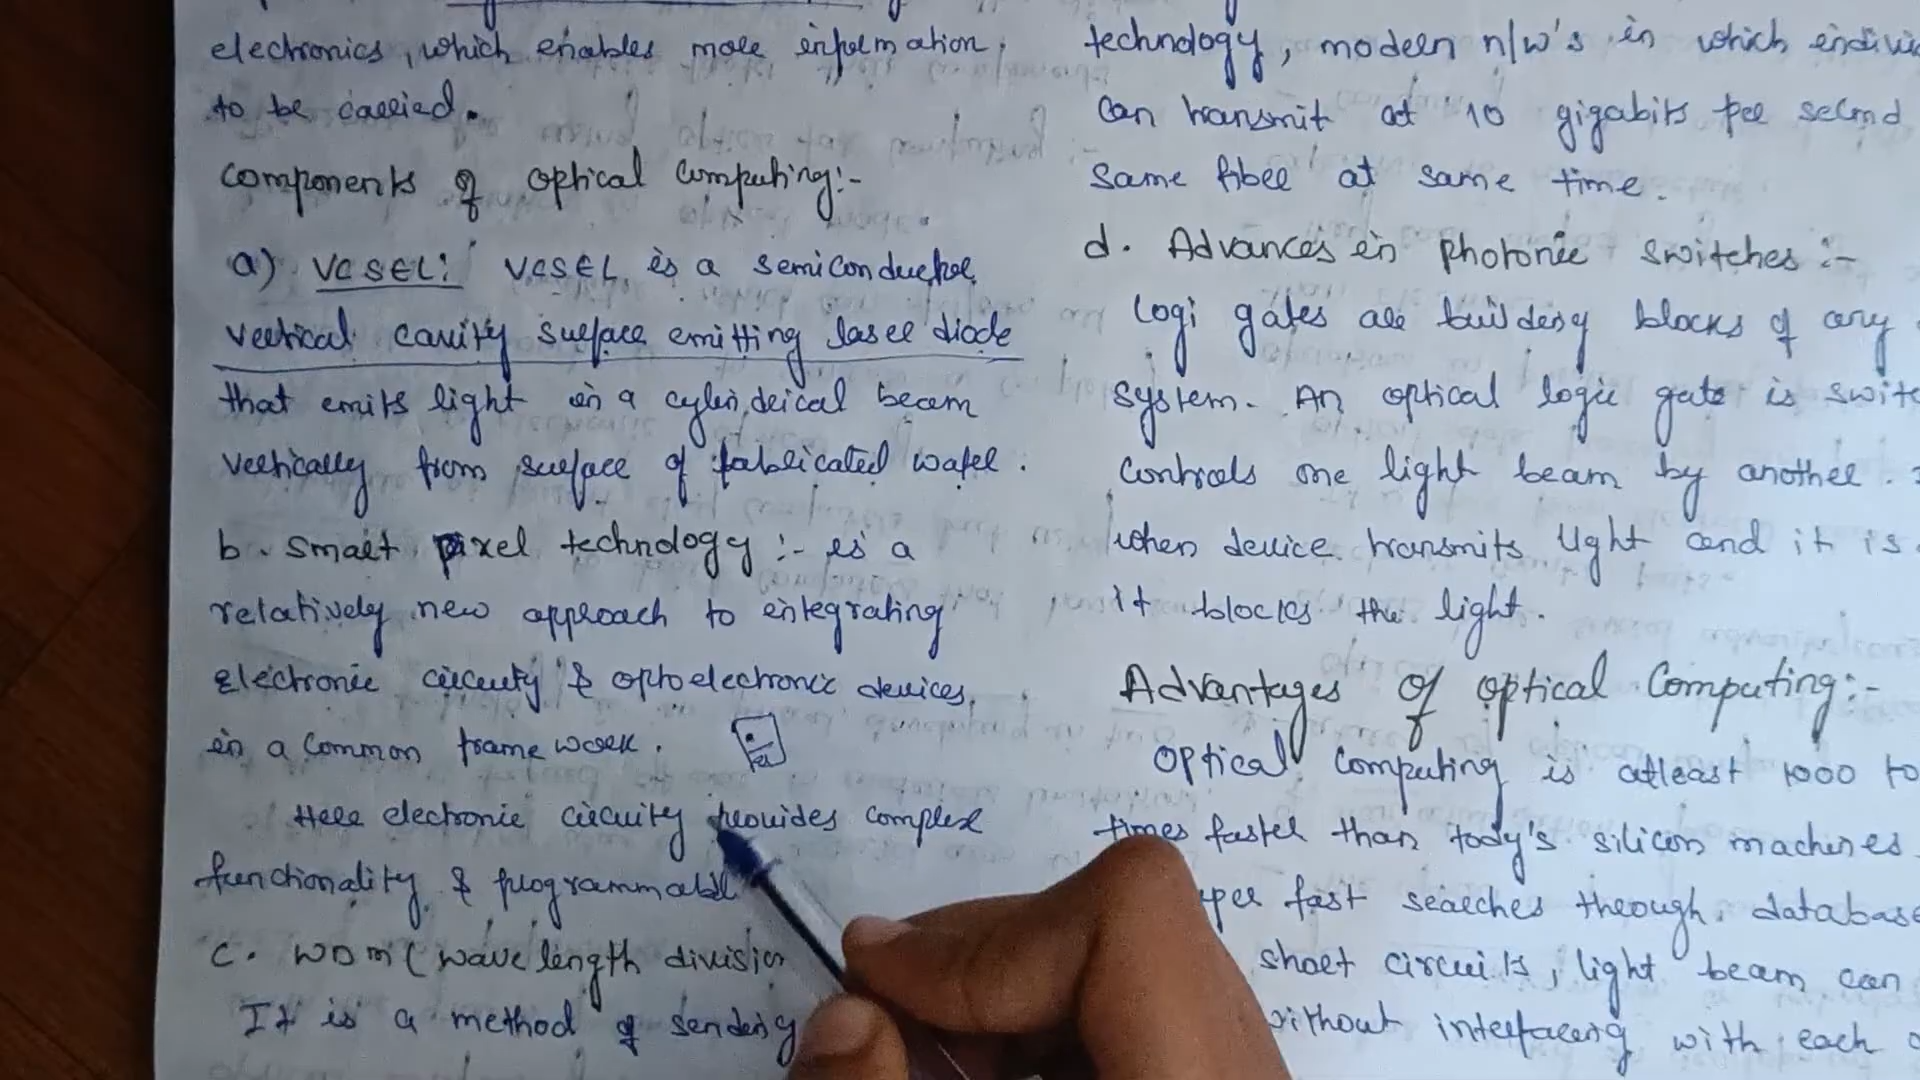 electronics, which enables more information
to be carried.
components of optical computing:-
a) VCSEL: VCSEL is a semiconductor
vertical cavity surface emitting laser diode
that emits light in a cylindrical beam
vertically from surface of fabricated wafer.
b. smart pixel technology :- is a
relatively new approach to integrating
electronic circuity & optoelectronic devices
in a common frame work.
Here electronic circuity provides complex
functionality & programmabl
C. WDM (wave length division
It is a method of sending
technology, modern n/w's in which
can transmit at 10 gigabits per second
same fiber at same time.
d. Advances in photonic switches :-
logi gates are building blocks of any
system. An optical logic gate is
controls one light beam by another.
when device transmits light and it is
it blocks the light.
Advantages of optical computing:-
optical computing is atleast 1000 to
times faster than tody's silicon machines
fast searches through
short circuits, light beam can
without interfacing with each